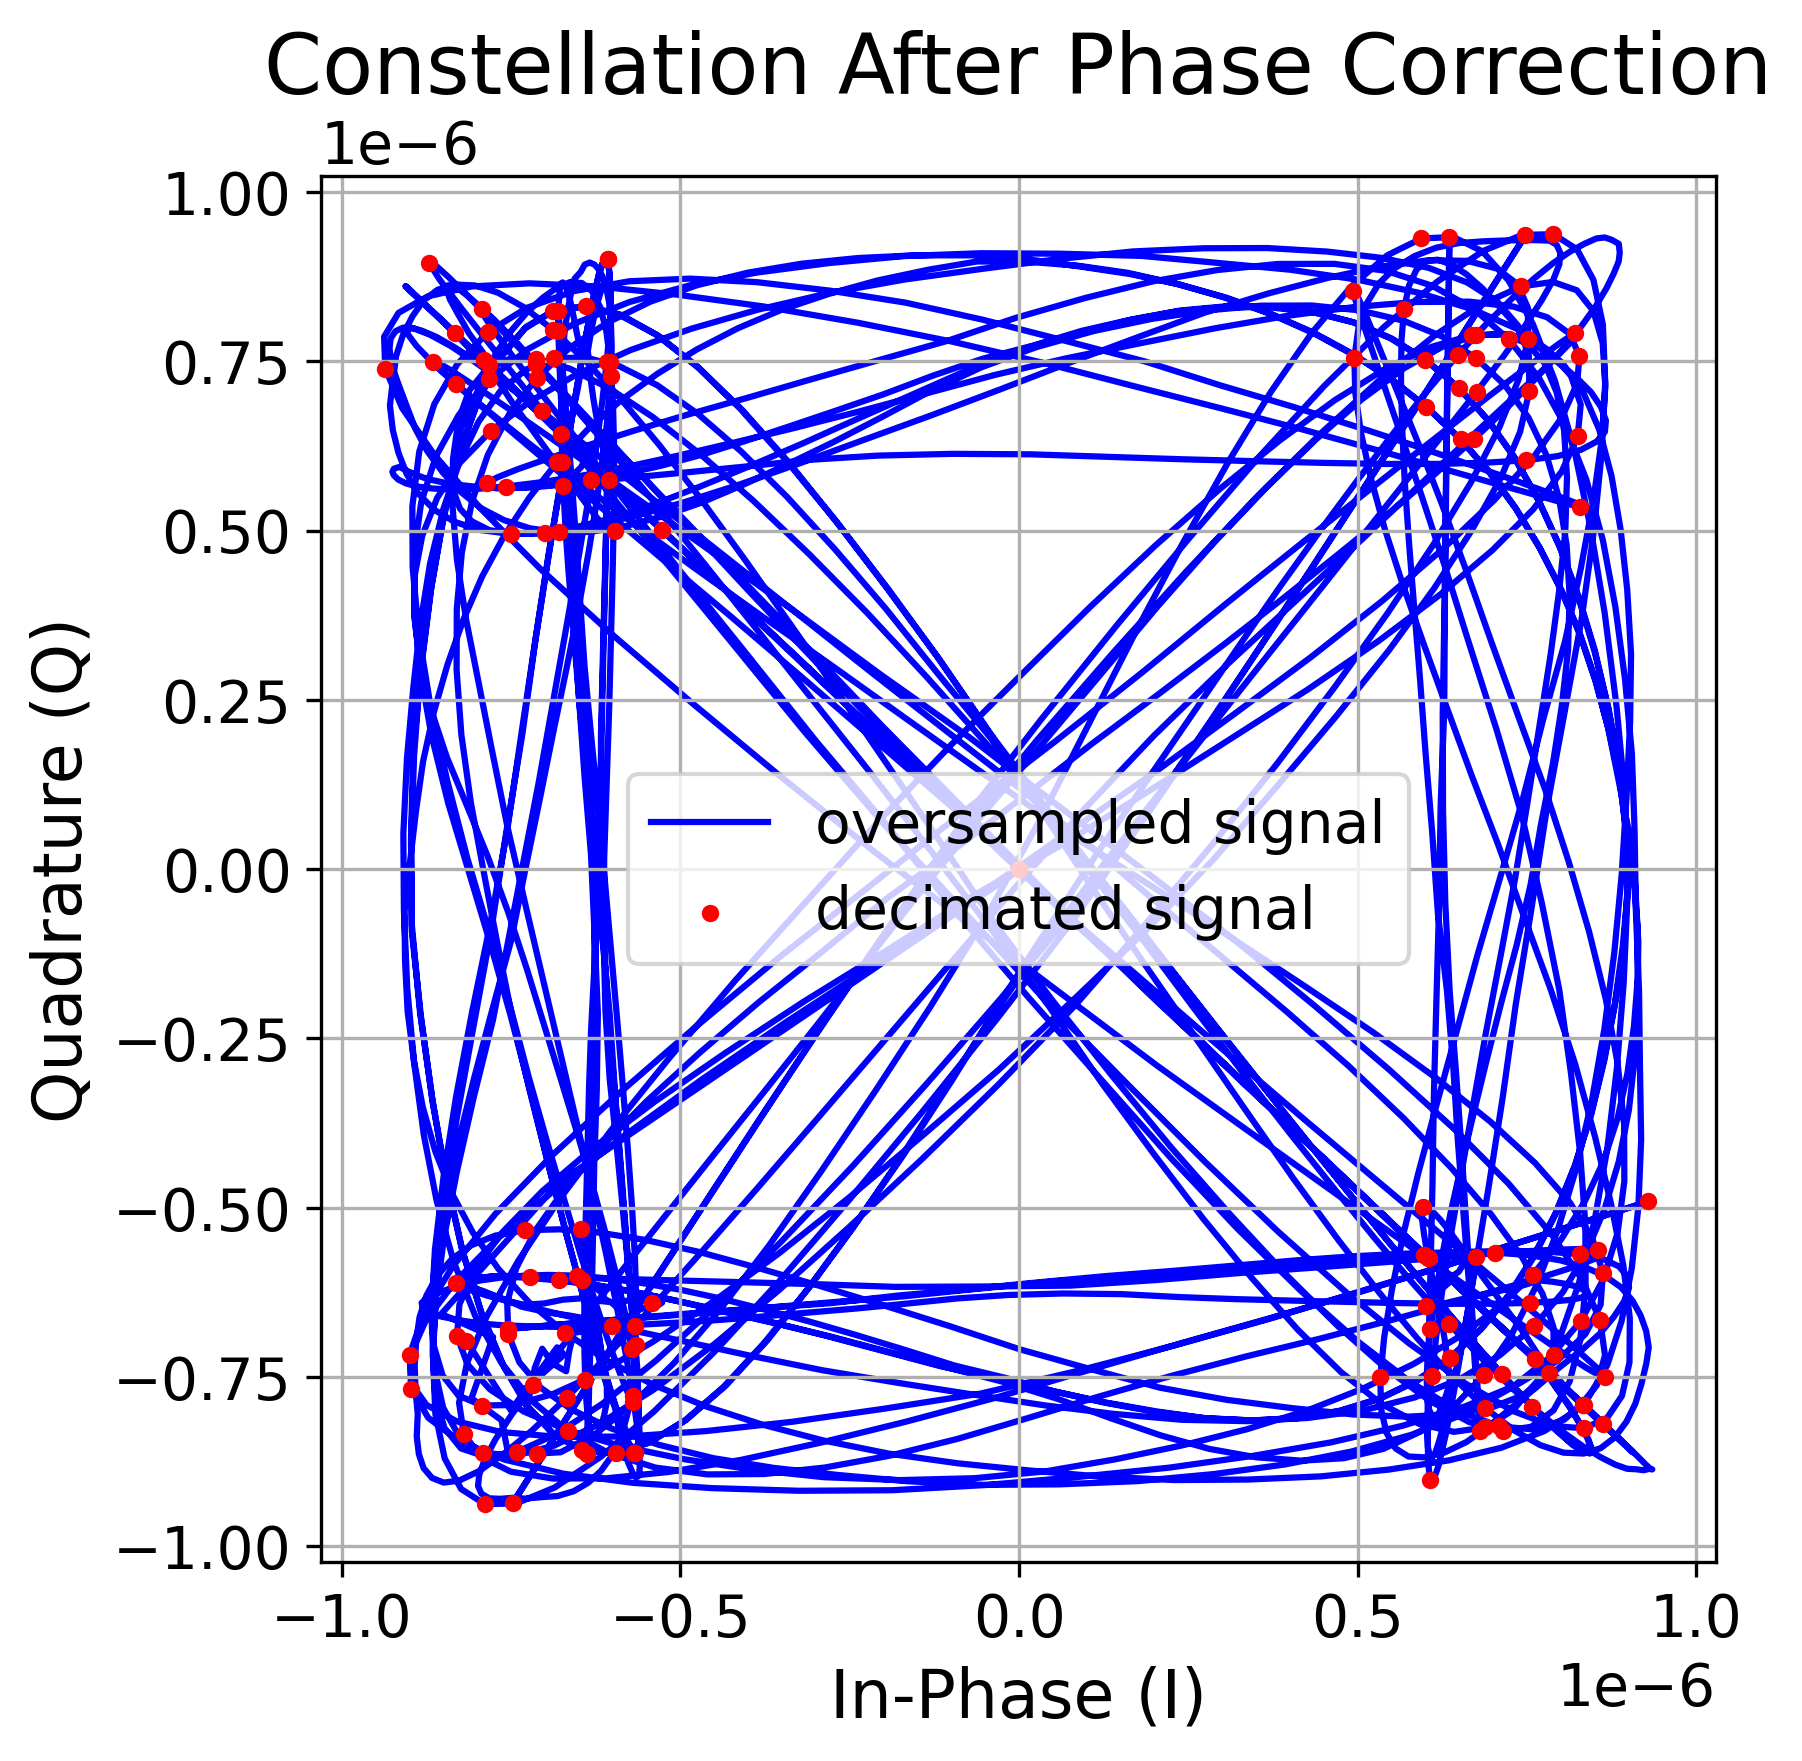 Constellation After Phase Correction
1e−6
1.00
0.75
0.50
0.25
0.00
−0.25
−0.50
−0.75
−1.00
Quadrature (Q)
oversampled signal
decimated signal
−1.0 −0.5 0.0 0.5 1.0
1e−6
In-Phase (I)